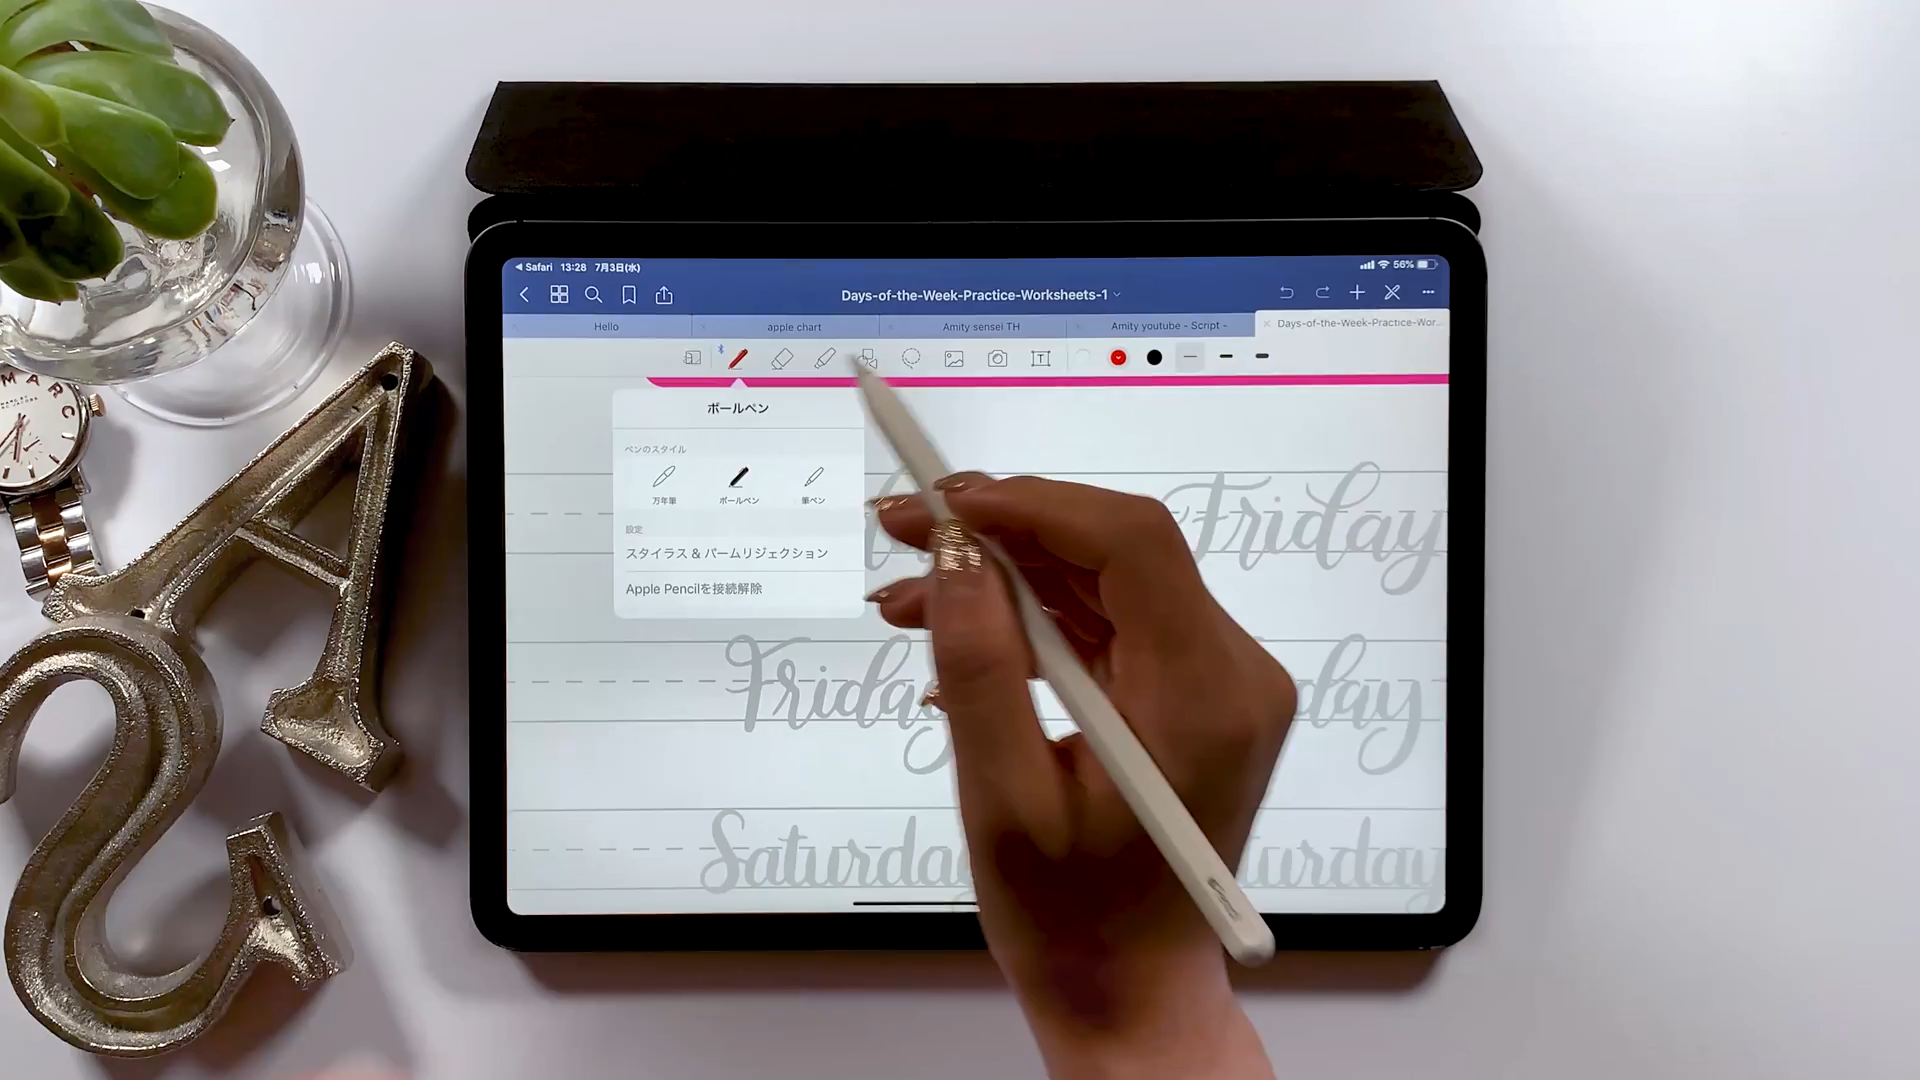 Safari 13:28 7月3日(水) 56%
Days-of-the-Week-Practice-Worksheets-1
Hello apple chart Amity sensei TH Amity youtube - Script - Days-of-the-Week-Practice-Wor...
T
ボールペン
ペンのスタイル
万年筆 ボールペン 筆ペン
設定
スタイラス & パームリジェクション
Apple Pencilを接続解除
Friday
Friday day
Saturday urday
MARC